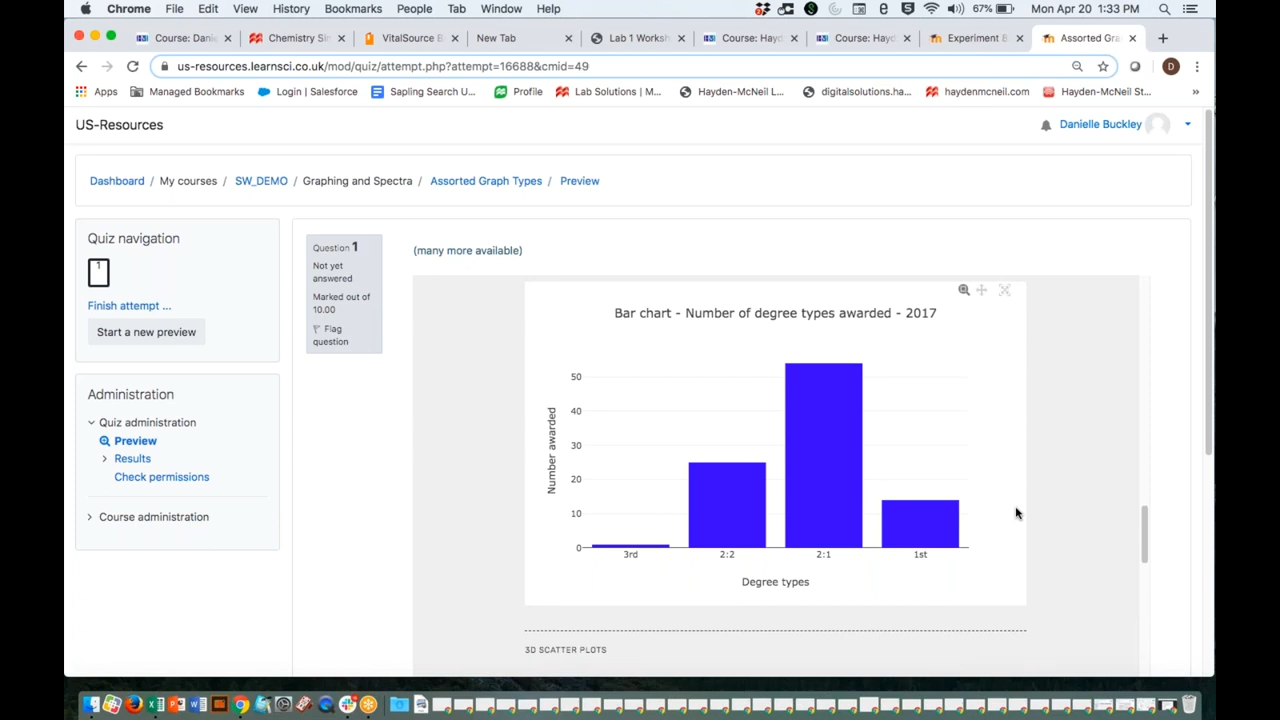 Chrome File Edit View History Bookmarks People Tab Window Help 67% Mon Apr 20 1:33 PM
Course: Danie Chemistry Sin VitalSource B New Tab Lab 1 Worksh Course: Hayd Course: Hayd Experiment B Assorted Gra
us-resources.learnsci.co.uk/mod/quiz/attempt.php?attempt=16688&cmid=49
Apps Managed Bookmarks Login | Salesforce Sapling Search U... Profile Lab Solutions | M... Hayden-McNeil L... digitalsolutions.ha... haydenmcneil.com Hayden-McNeil St... »
US-Resources
Danielle Buckley
Dashboard / My courses / SW_DEMO / Graphing and Spectra / Assorted Graph Types / Preview
Quiz navigation
1
Finish attempt ...
Start a new preview
Administration
Quiz administration
Preview
Results
Check permissions
Course administration
Question 1
Not yet
answered
Marked out of
10.00
Flag
question
(many more available)
Bar chart - Number of degree types awarded - 2017
Number awarded
50
40
30
20
10
0
3rd 2:2 2:1 1st
Degree types
3D SCATTER PLOTS